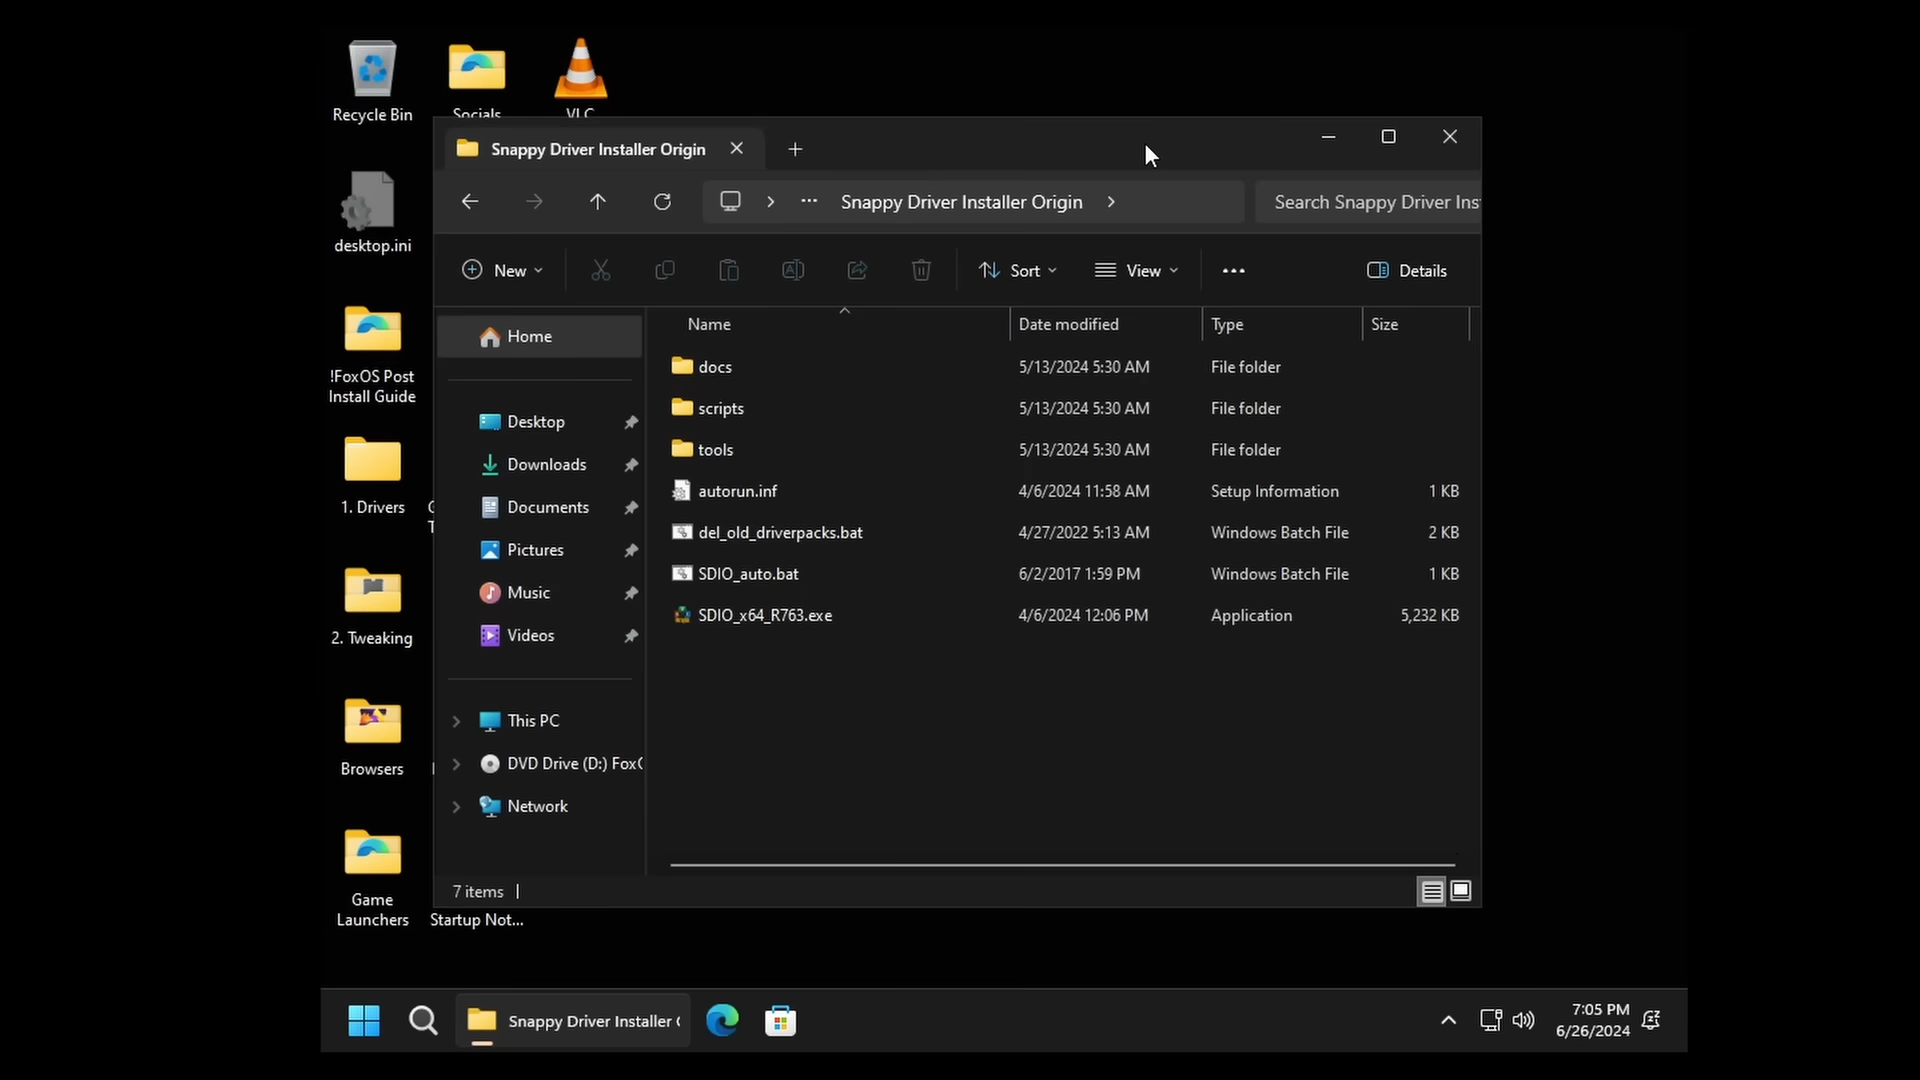 Recycle Bin
Socials
VLC
desktop.ini
!FoxOS Post
Install Guide
1. Drivers
2. Tweaking
Browsers
Game
Launchers
Startup Not...
Snappy Driver Installer Origin
Snappy Driver Installer Origin
Search Snappy Driver Ins
New
Sort
View
Details
Name
Date modified
Type
Size
Home
Desktop
Downloads
Documents
Pictures
Music
Videos
This PC
DVD Drive (D:) Fox
Network
docs 5/13/2024 5:30 AM File folder
scripts 5/13/2024 5:30 AM File folder
tools 5/13/2024 5:30 AM File folder
autorun.inf 4/6/2024 11:58 AM Setup Information 1 KB
del_old_driverpacks.bat 4/27/2022 5:13 AM Windows Batch File 2 KB
SDIO_auto.bat 6/2/2017 1:59 PM Windows Batch File 1 KB
SDIO_x64_R763.exe 4/6/2024 12:06 PM Application 5,232 KB
7 items
Snappy Driver Installer
7:05 PM
6/26/2024